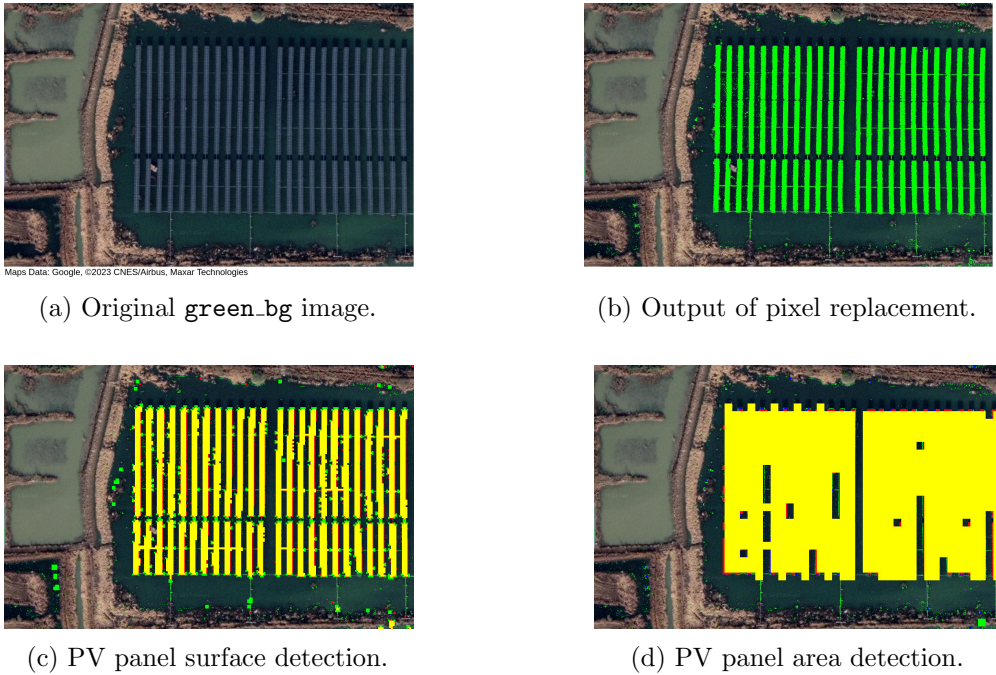 Maps Data: Google, ©2023 CNES/Airbus, Maxar Technologies
(a) Original green_bg image.
(b) Output of pixel replacement.
(c) PV panel surface detection.
(d) PV panel area detection.